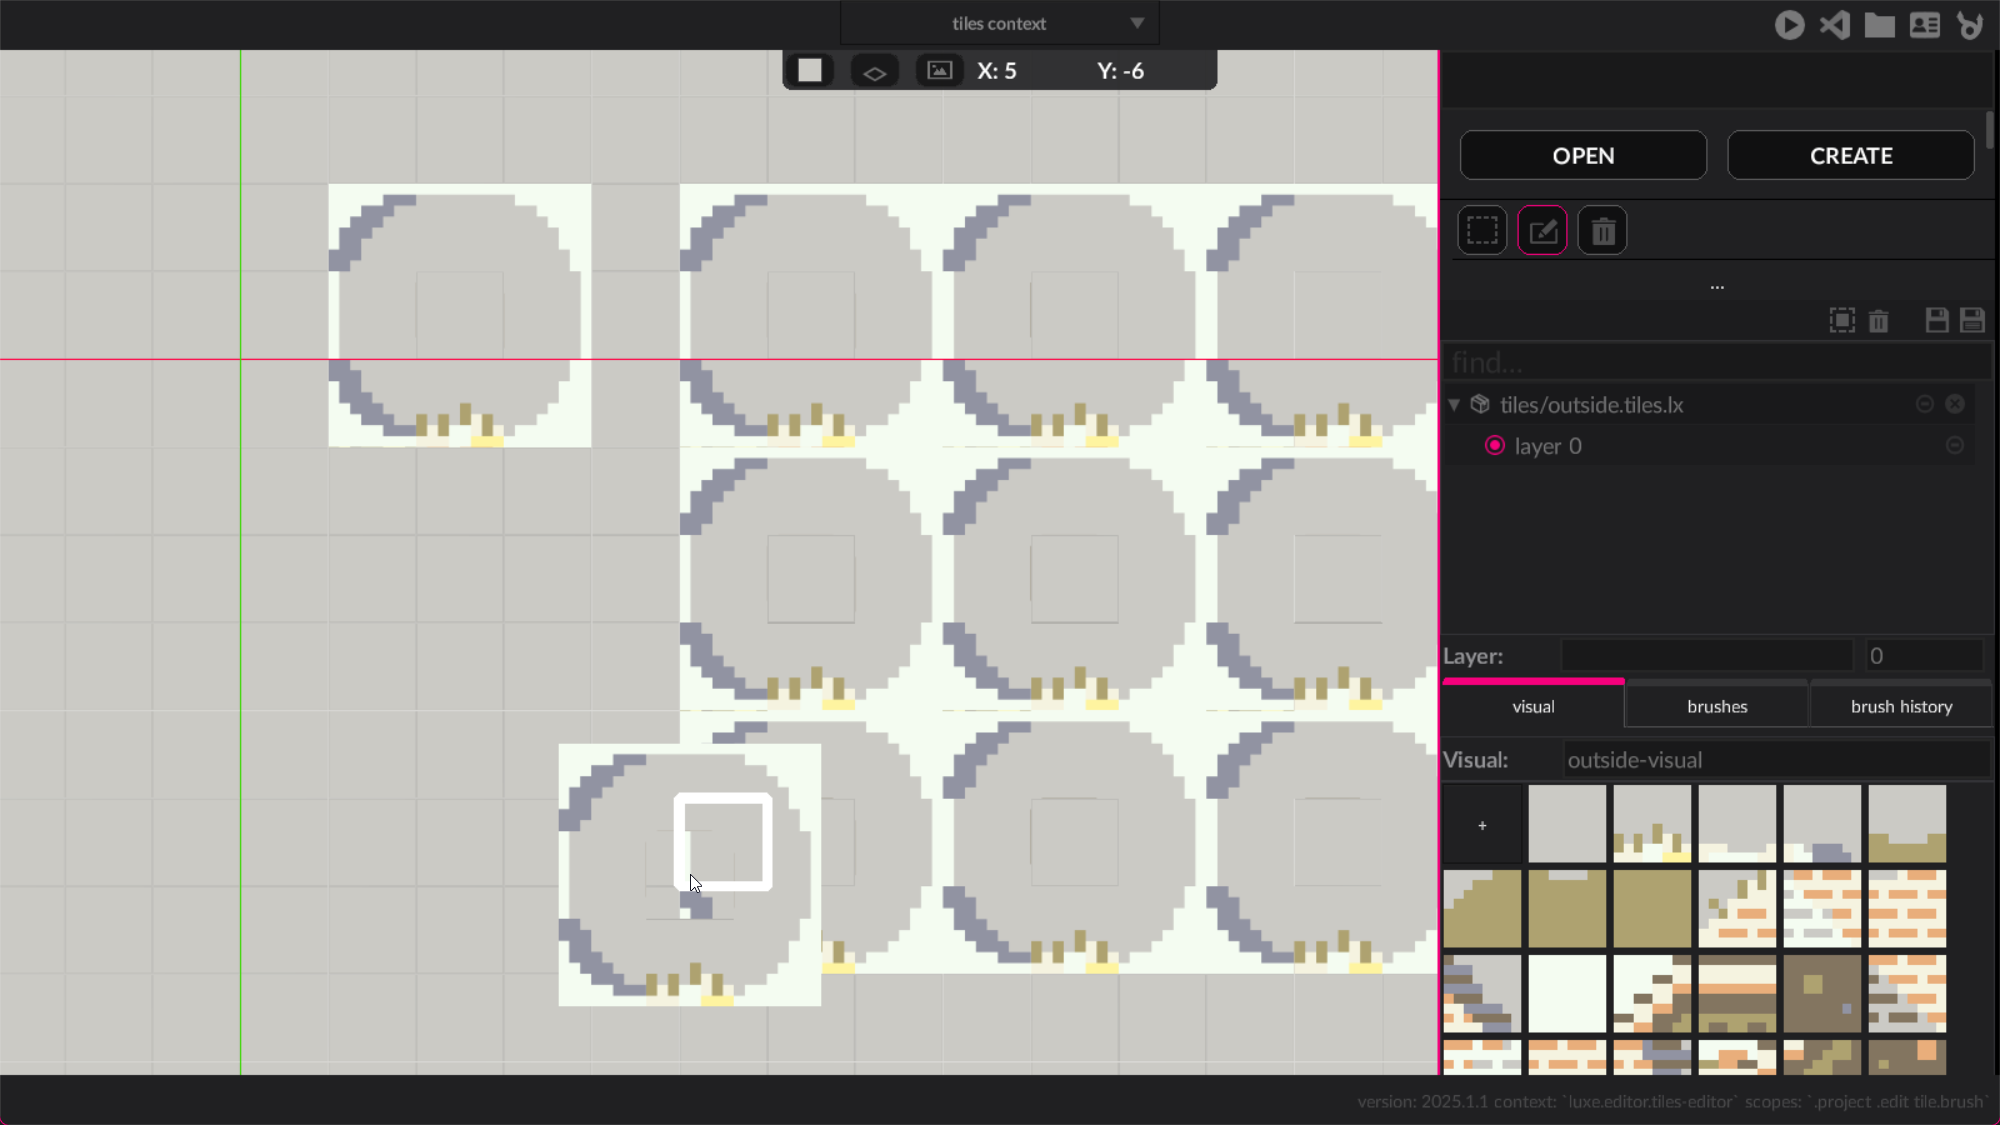 tiles context
X: 5 Y: -6
OPEN CREATE
...
find...
tiles/outside.tiles.lx
layer 0
Layer: 0
visual brushes brush history
Visual: outside-visual
+
version: 2025.1.1 context: `luxe.editor.tiles-editor` scopes: `.project .edit tile.brush`